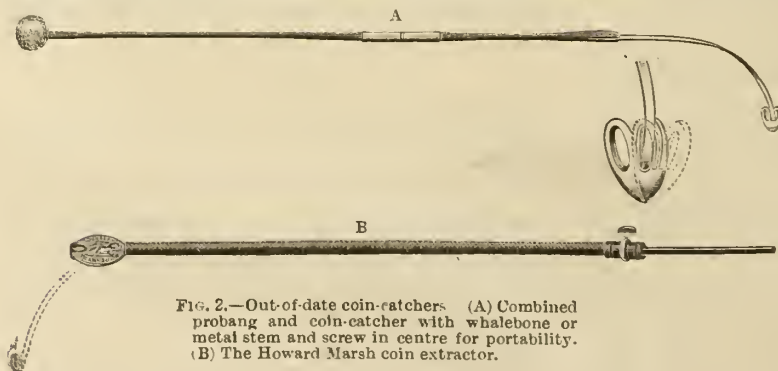 A
B
FIG. 2.—Out-of-date coin-catchers (A) Combined
probang and coin-catcher with whalebone or
metal stem and screw in centre for portability.
(B) The Howard Marsh coin extractor.